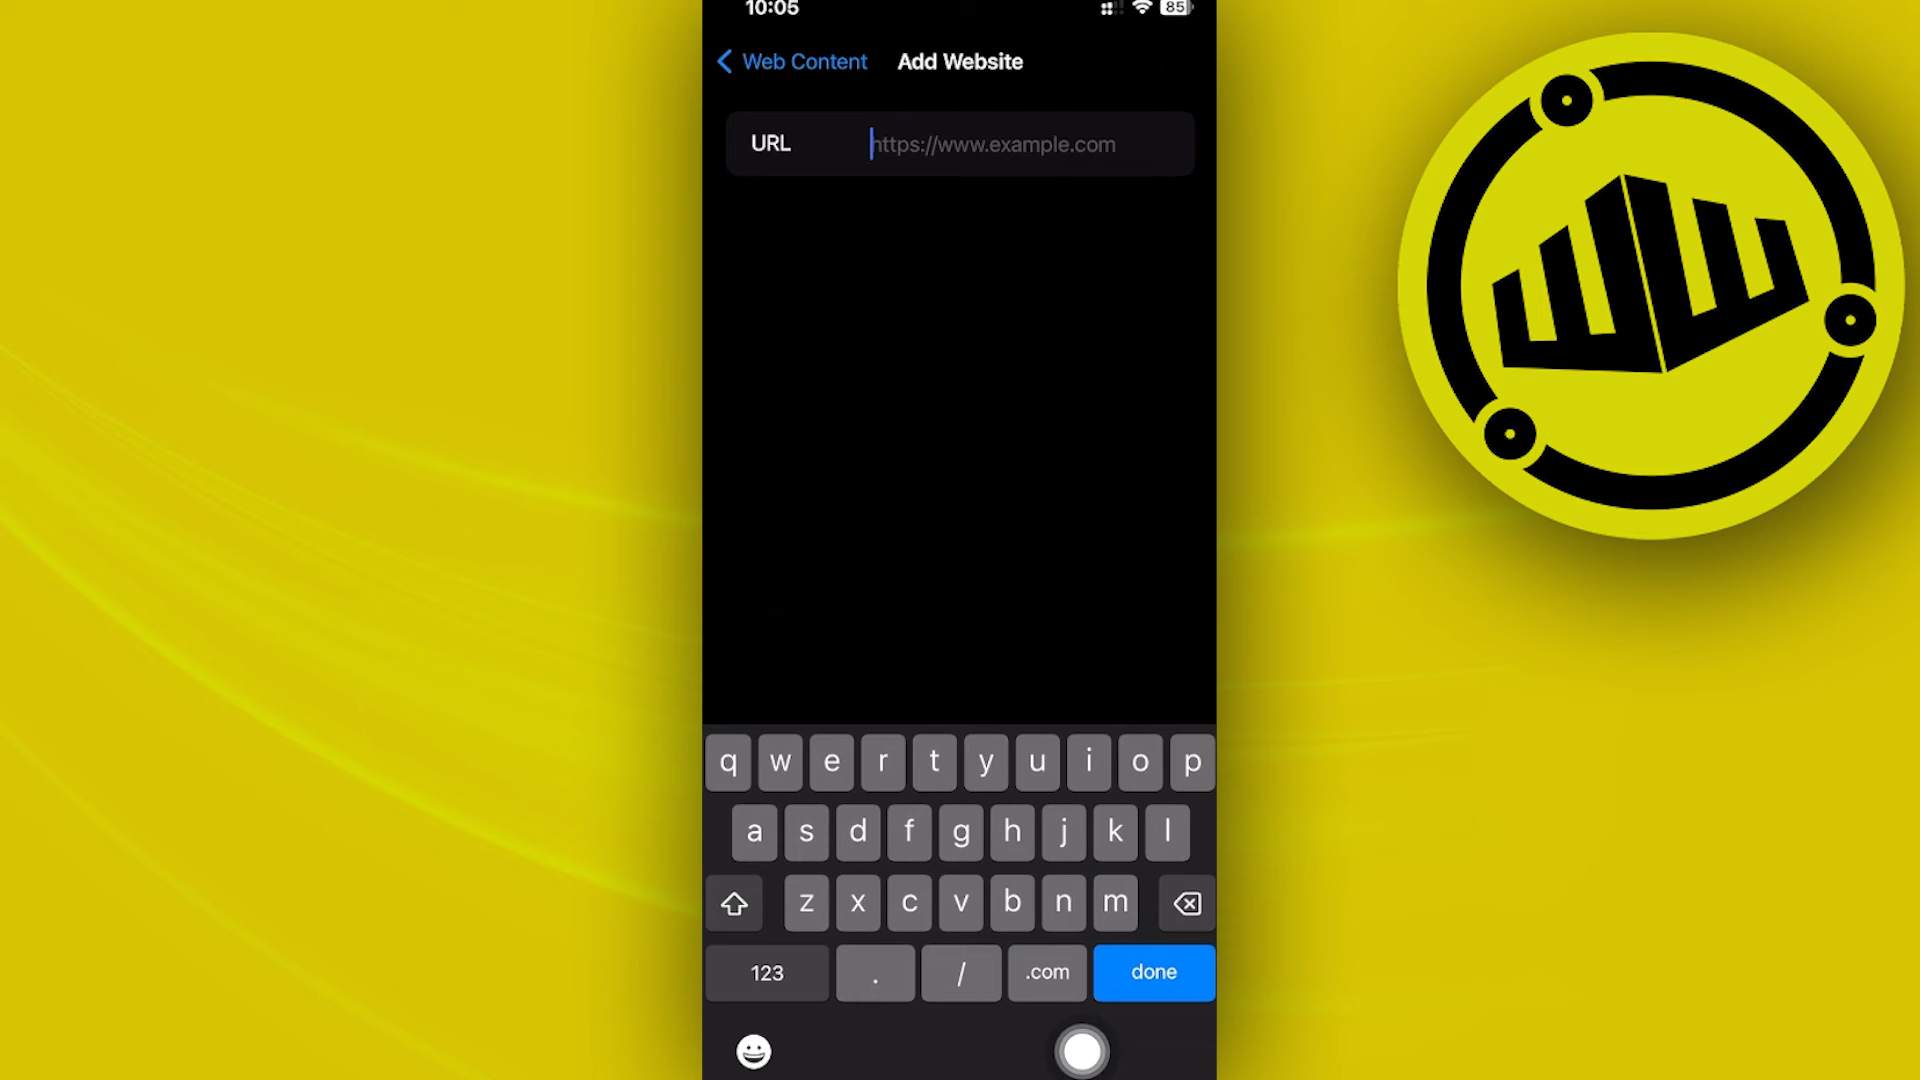 10:05
85
Web Content
Add Website
URL
https://www.example.com
q w e r t y u i o p
a s d f g h j k l
z x c v b n m
123 . / .com done